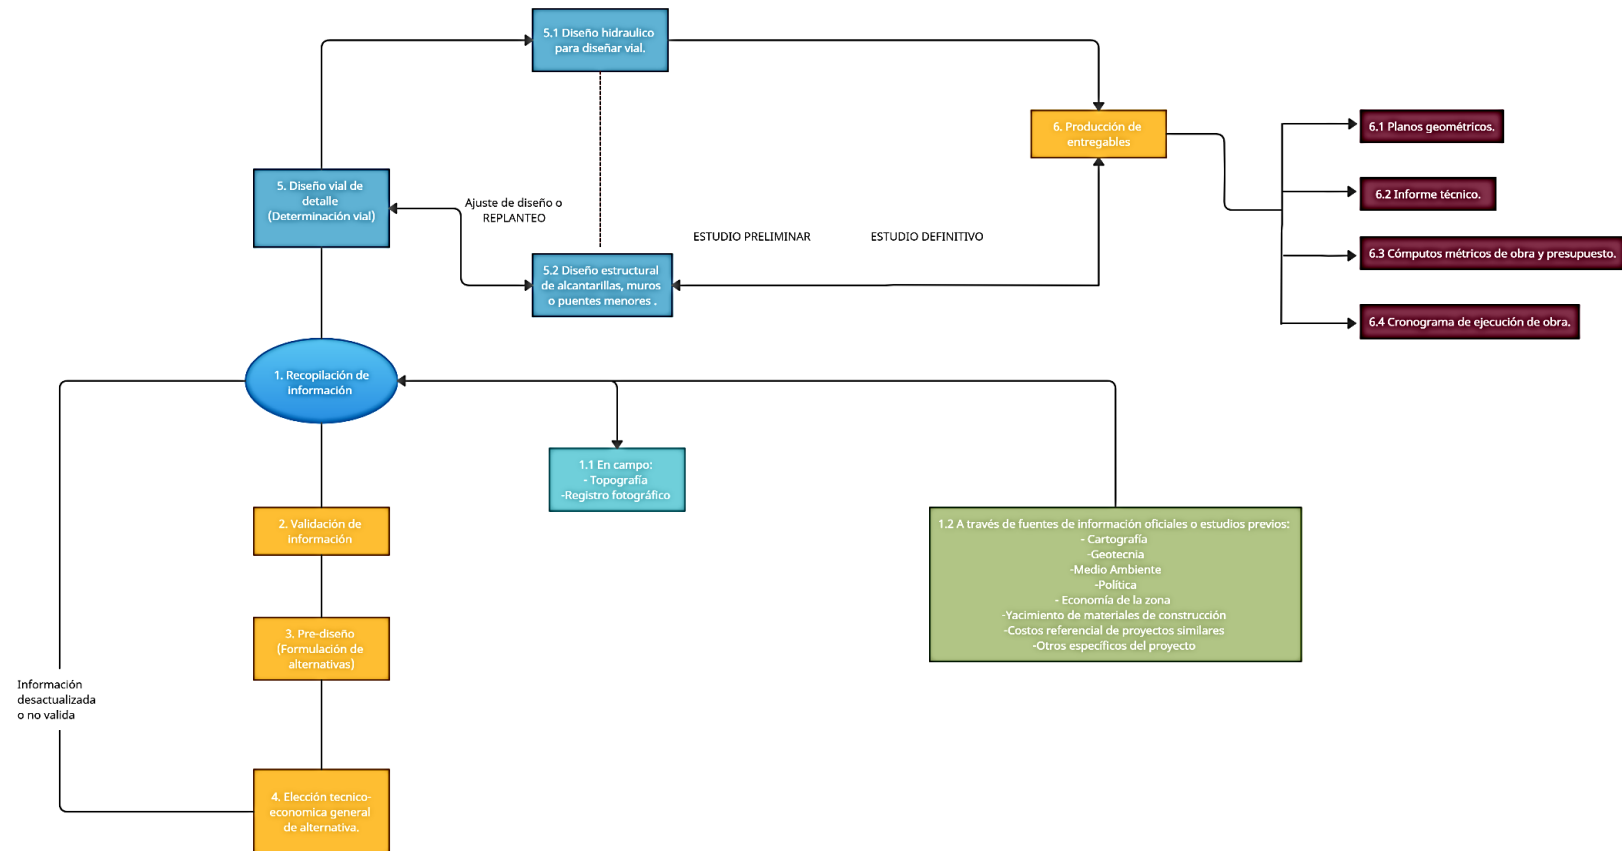 5.1 Diseño hidraulico
para diseñar vial.
6. Producción de
entregables
6.1 Planos geométricos.
6.2 Informe técnico.
6.3 Cómputos métricos de obra y presupuesto.
6.4 Cronograma de ejecución de obra.
5. Diseño vial de
detalle
(Determinación vial)
Ajuste de diseño o
REPLANTEO
ESTUDIO PRELIMINAR
ESTUDIO DEFINITIVO
5.2 Diseño estructural
de alcantarillas, muros
o puentes menores .
1. Recopilación de
información
1.1 En campo:
- Topografía
-Registro fotográfico
1.2 A través de fuentes de información oficiales o estudios previos:
- Cartografía
-Geotecnia
-Medio Ambiente
-Política
- Economía de la zona
-Yacimiento de materiales de construcción
-Costos referencial de proyectos similares
-Otros específicos del proyecto
2. Validación de
información
3. Pre-diseño
(Formulación de
alternativas)
Información
desactualizada
o no valida
4. Elección tecnico-
economica general
de alternativa.